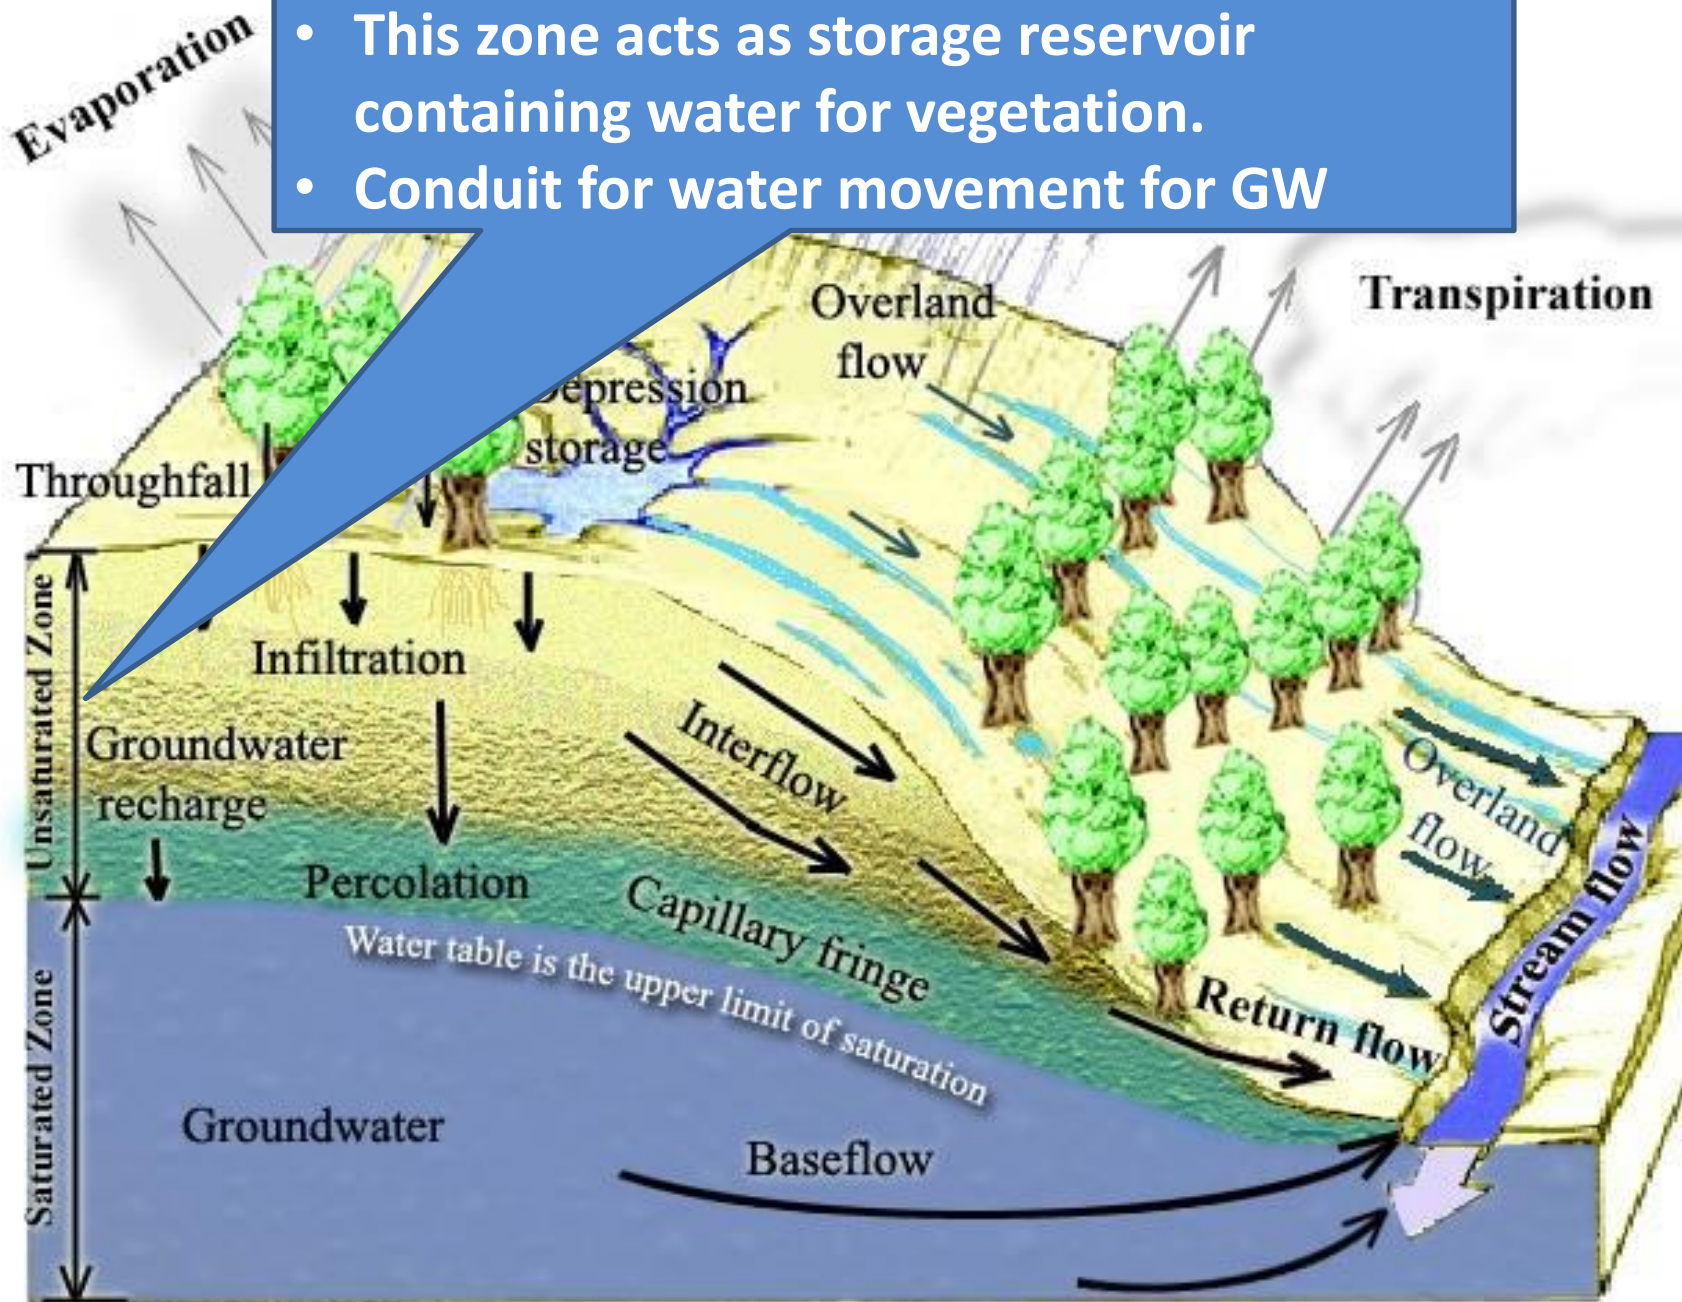 • This zone acts as storage reservoir
containing water for vegetation.
• Conduit for water movement for GW
Evaporation
Transpiration
Overland
flow
Depression
storage
Throughfall
Unsaturated Zone
Infiltration
Interflow
Groundwater
recharge
Overland
flow
Percolation
Capillary fringe
Stream flow
Water table is the upper limit of saturation
Return flow
Saturated Zone
Groundwater
Baseflow